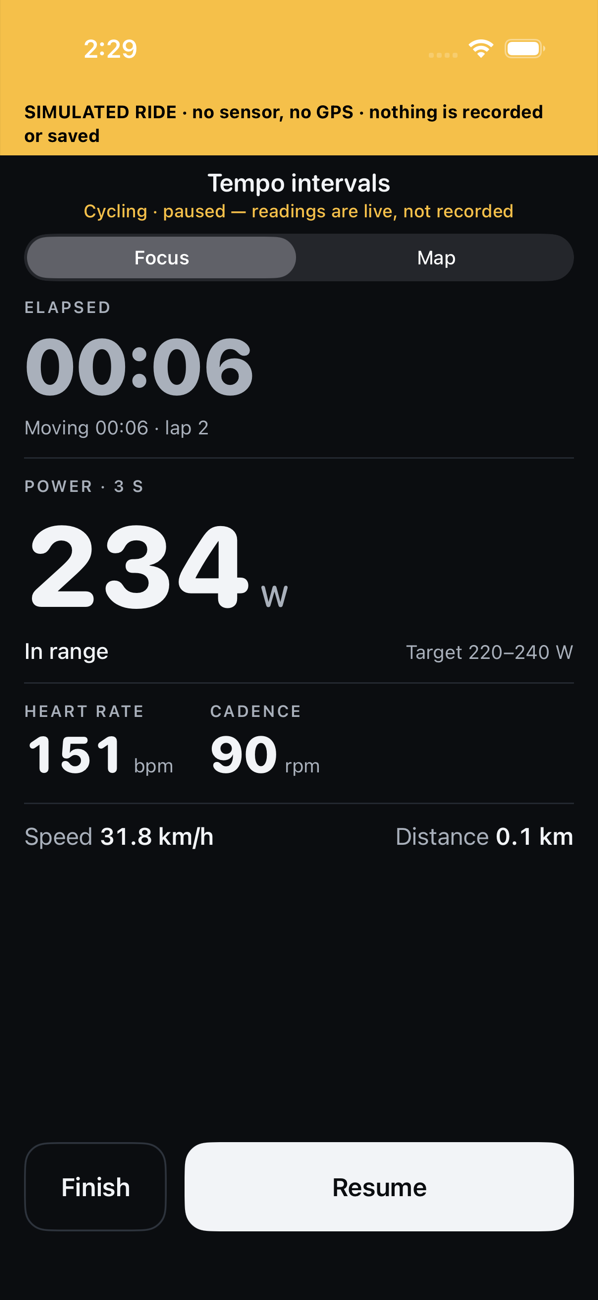 2:29
SIMULATED RIDE · no sensor, no GPS · nothing is recorded
or saved
Tempo intervals
Cycling · paused — readings are live, not recorded
Focus Map
ELAPSED
00:06
Moving 00:06 · lap 2
POWER · 3 S
234 W
In range Target 220–240 W
HEART RATE CADENCE
151 bpm 90 rpm
Speed 31.8 km/h Distance 0.1 km
Finish Resume